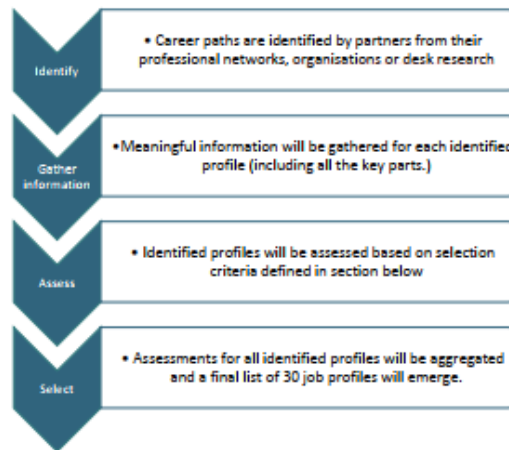 Identify
• Career paths are identified by partners from their
professional networks, organisations or desk research
Gather
information
•Meaningful information will be gathered for each identified
profile (including all the key parts.)
Assess
• Identified profiles will be assessed based on selection
criteria defined in section below
Select
• Assessments for all identified profiles will be aggregated
and a final list of 30 job profiles will emerge.